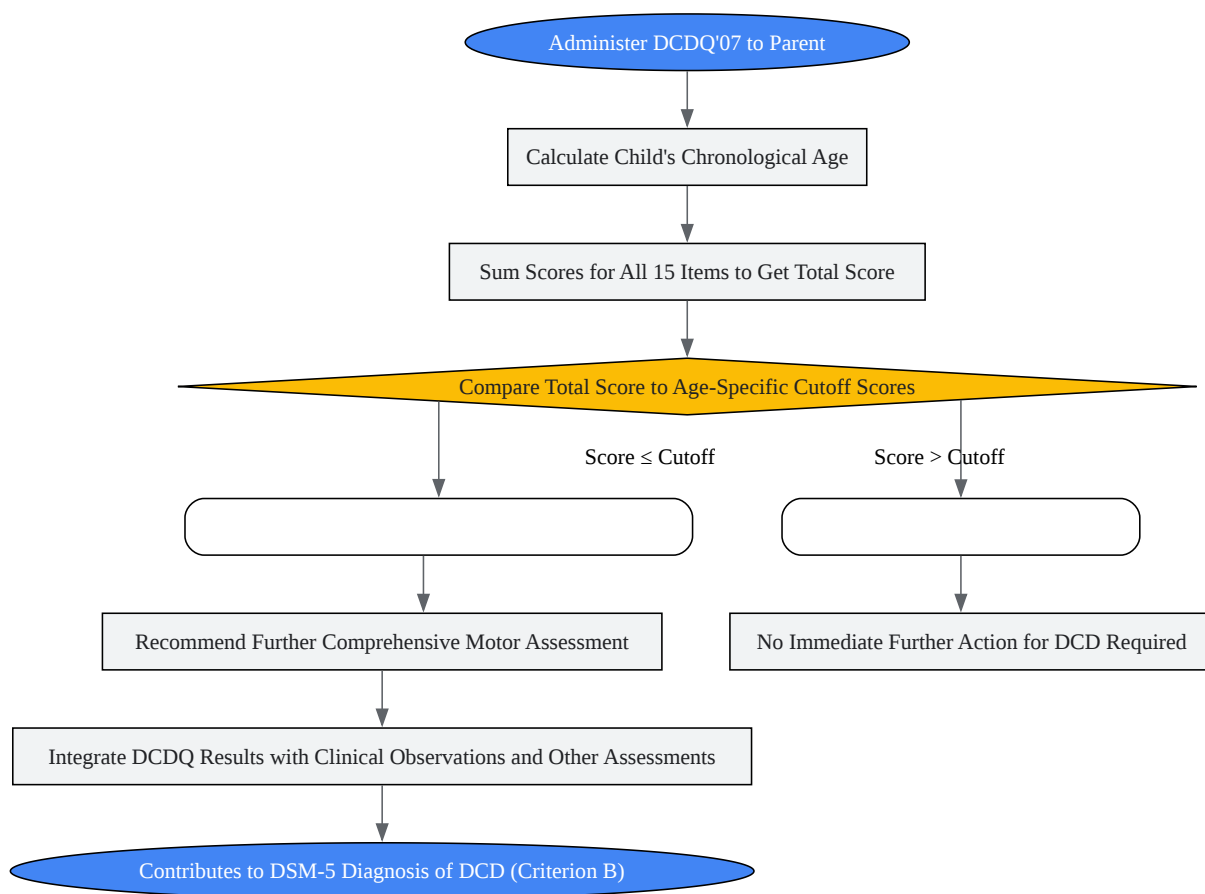 Administer DCDQ'07 to Parent
Calculate Child's Chronological Age
Sum Scores for All 15 Items to Get Total Score
Compare Total Score to Age-Specific Cutoff Scores
Score ≤ Cutoff
Score > Cutoff
Recommend Further Comprehensive Motor Assessment
No Immediate Further Action for DCD Required
Integrate DCDQ Results with Clinical Observations and Other Assessments
Contributes to DSM-5 Diagnosis of DCD (Criterion B)